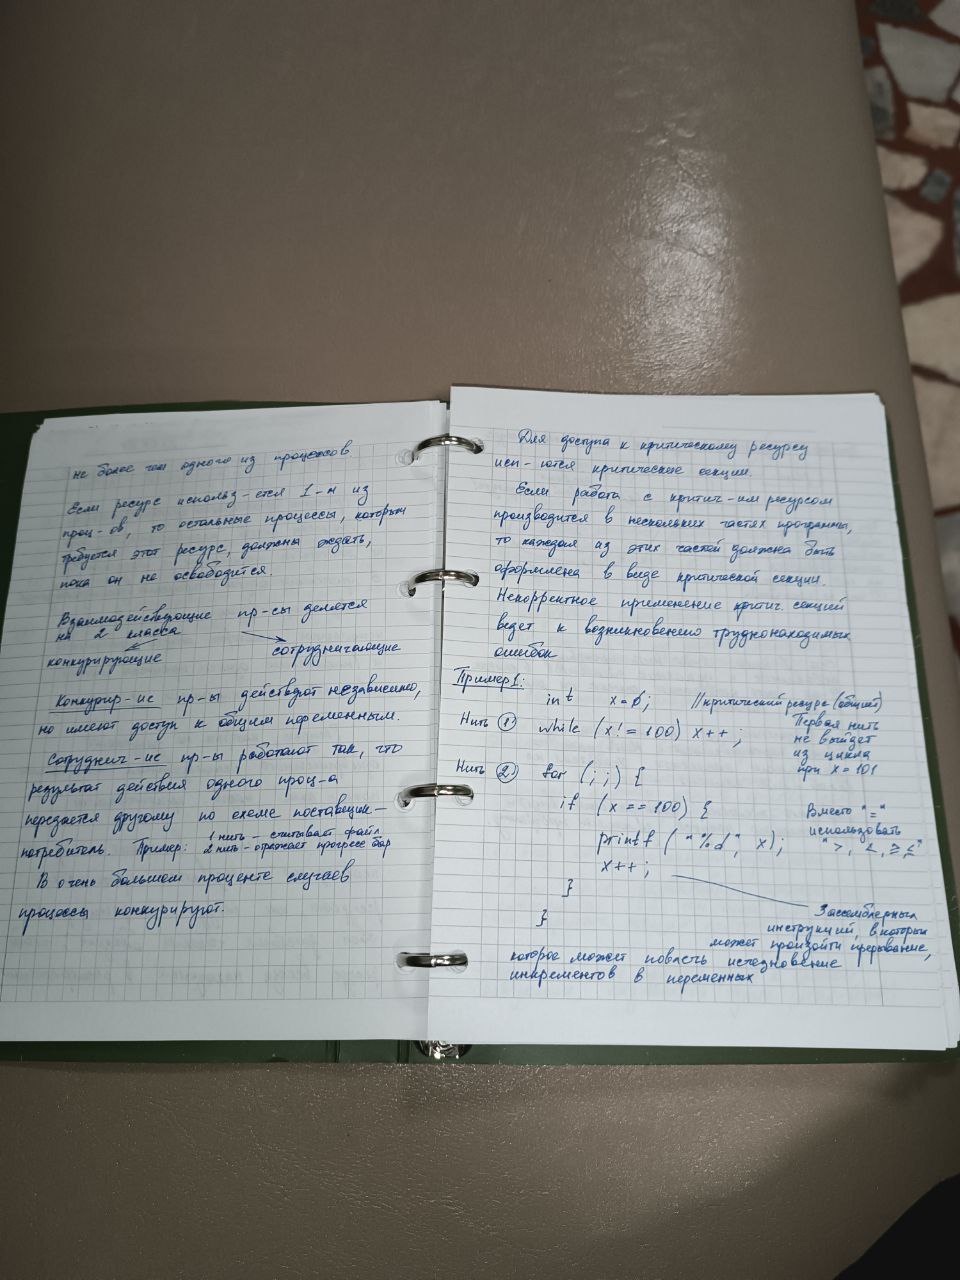 не более чем одного из процессов.
Если ресурс использ-ется 1-м из
проц-ов, то остальные процессы, которым
требуется этот ресурс, должны ждать,
пока он не освободится.
Взаимодействующие пр-сы делятся
на 2 класса
конкурирующие
сотрудничающие
Конкурир-ие пр-ы действуют независимо,
но имеют доступ к общим переменным.
Сотруднич-ие пр-ы работают так, что
результат действия одного проц-а
передается другому по схеме поставщик-
потребитель. Пример: 1 нить - считывает файл
2 нить - отражает прогресс бар
В очень большом проценте случаев
процессы конкурируют.
Для доступа к критическому ресурсу
исп-ются критические секции.
Если работа с критич-им ресурсом
производится в нескольких частях программы,
то каждая из этих частей должна быть
оформлена в виде критической секции.
Некорректное применение критич. секций
ведет к возникновению труднонаходимых
ошибок
Пример 1:
int x=0; //критический ресурс (общий)
Нить 1) while (x != 100) x++;
Первая нить
не выйдет
из цикла
при x = 101
Нить 2) for (;;) {
if (x == 100) {
printf ("%d", x);
x++;
}
}
Вместо "="
использовать
">, <, ≥, ≤"
3 ассемблерных
инструкций, в которых
может произойти прерывание,
которое может повлечь исчезновение
инкрементов в переменных